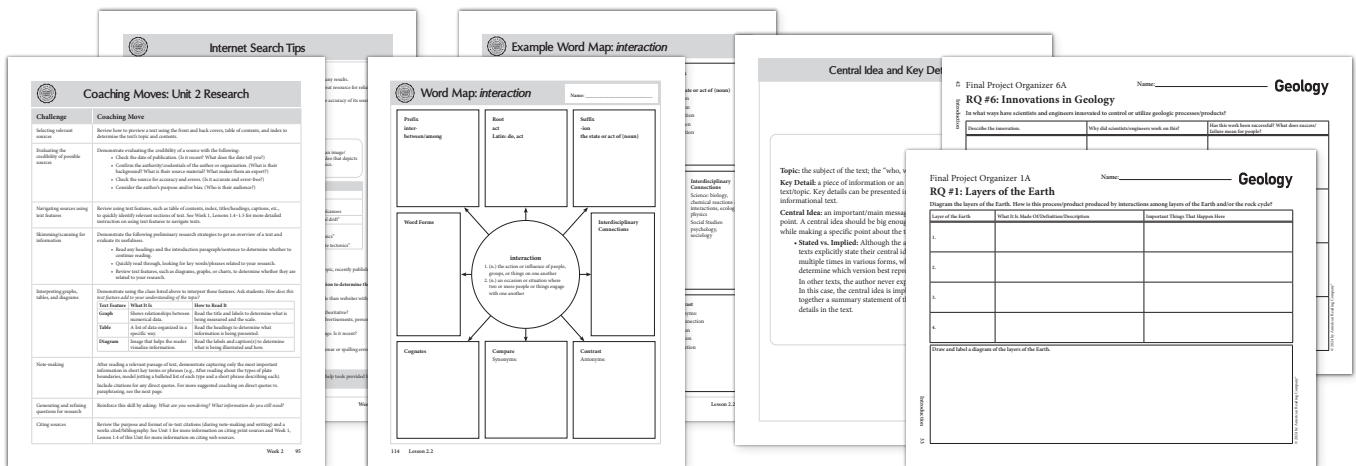 Internet Search Tips
Example Word Map: interaction
Coaching Moves: Unit 2 Research
Challenge Coaching Move
Selecting relevant sources
Review how to preview a text using the front and back covers, table of contents, and index to
determine the text's topic and contents.
Evaluating the credibility of possible sources
Demonstrate evaluating the credibility of a source with the following:
• Check the date of publication. (Is it recent? What does the date tell you?)
• Confirm the authority/credentials of the author or organization. (What is their
background? What is their source material? What makes them an expert?)
• Check the source for accuracy and errors. (Is it accurate and error-free?)
• Consider the author's purpose and/or bias. (Who is their audience?)
Navigating sources using text features
Review using text features, such as table of contents, index, titles/headings, captions, etc.,
to quickly identify relevant sections of text. See Week 1, Lessons 1.4–1.5 for more detailed
instruction on using text features to navigate texts.
Skimming/scanning for information
Demonstrate the following preliminary research strategies to get an overview of a text and
evaluate its usefulness.
• Read any headings and the introduction paragraph/sentence to determine whether to
continue reading.
• Quickly read through, looking for key words/phrases related to your research.
• Review text features, such as diagrams, graphs, or charts, to determine whether they are
related to your research.
Interpreting graphs, tables, and diagrams
Demonstrate using the chart listed above to interpret these features. Ask students: How does this
text feature add to your understanding of the topic?
Text Feature What It Is How to Read It
Graph Shows relationships between numerical data. Read the title and labels to determine what is being measured and the scale.
Table A list of data organized in a specific way. Read the headings to determine what information is being presented.
Diagram Image that helps the reader visualize information. Read the labels and caption(s) to determine what is being illustrated and how.
Note-making
After reading a relevant passage of text, demonstrate capturing only the most important
information in short key terms or phrases (e.g., After reading about the types of plate
boundaries, model jotting a bulleted list of each type and a short phrase describing each).
Include citations for any direct quotes. For more suggested coaching on direct quotes vs.
paraphrasing, see the next page.
Generating and refining questions for research
Reinforce this skill by asking: What are you wondering? What information do you still need?
Citing sources
Review the purpose and format of in-text citations (during note-making and writing) and a
works cited/bibliography. See Unit 1 for more information on citing print sources and Week 1,
Lesson 1.4 of this Unit for more information on citing web sources.
Week 2 95
Word Map: interaction
Name:
Prefix
inter-
between/among
Root
act
Latin: do, act
Suffix
-ion
the state or act of (noun)
Word Forms
interaction
1. (n.) the action or influence of people,
groups, or things on one another
2. (n.) an occasion or situation where
two or more people or things engage
with one another
Interdisciplinary
Connections
Cognates
Compare
Synonyms:
Contrast
Antonyms:
114 Lesson 2.2
state or act of (noun)
Interdisciplinary
Connections
Science: biology,
chemical reactions
physics
Social Studies:
psychology,
sociology
Lesson 2.2
Central Idea and Key
Topic: the subject of the text; the "who,
Key Detail: a piece of information or an
text/topic. Key details can be presented
informational text.
Central Idea: an important/main
point. A central idea should be big
while making a specific point about the
• Stated vs. Implied: Although the
texts explicitly state their central
multiple times in various forms,
determine which version best
In other texts, the author never
In this case, the central idea is
together a summary statement of
details in the text.
Final Project Organizer 6A
Name:
Geology
RQ #6: Innovations in Geology
In what ways have scientists and engineers innovated to control or utilize geologic processes/products?
Describe the innovation.
Why did scientists/engineers work on this?
Has this work been successful? What does success/
failure mean for people?
42 Introduction
Final Project Organizer 1A
Name:
Geology
RQ #1: Layers of the Earth
Diagram the layers of the Earth. How is this process/product produced by interactions among layers of the Earth and/or the rock cycle?
Layer of the Earth What It Is Made Of/Definition/Description Important Things That Happen Here
1.
2.
3.
4.
Draw and label a diagram of the layers of the Earth.
Introduction 33
© 2024 by American Reading Company